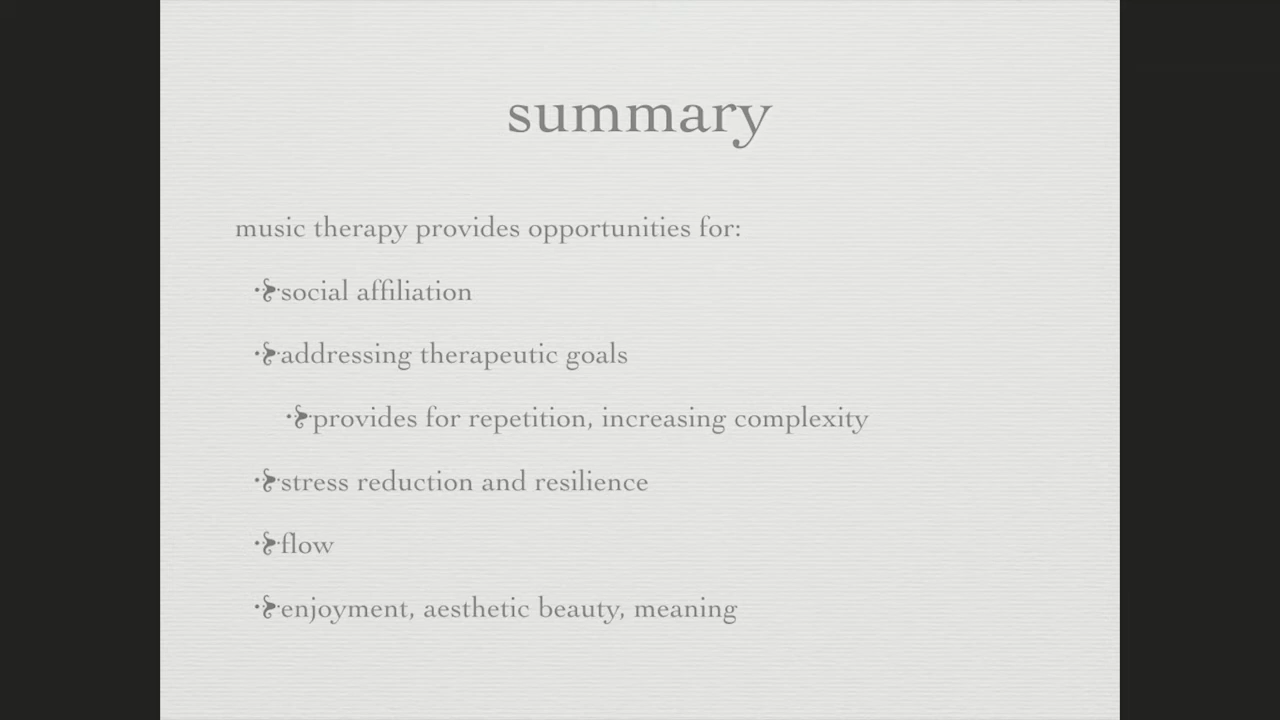 summary
music therapy provides opportunities for:
social affiliation
addressing therapeutic goals
provides for repetition, increasing complexity
stress reduction and resilience
flow
enjoyment, aesthetic beauty, meaning